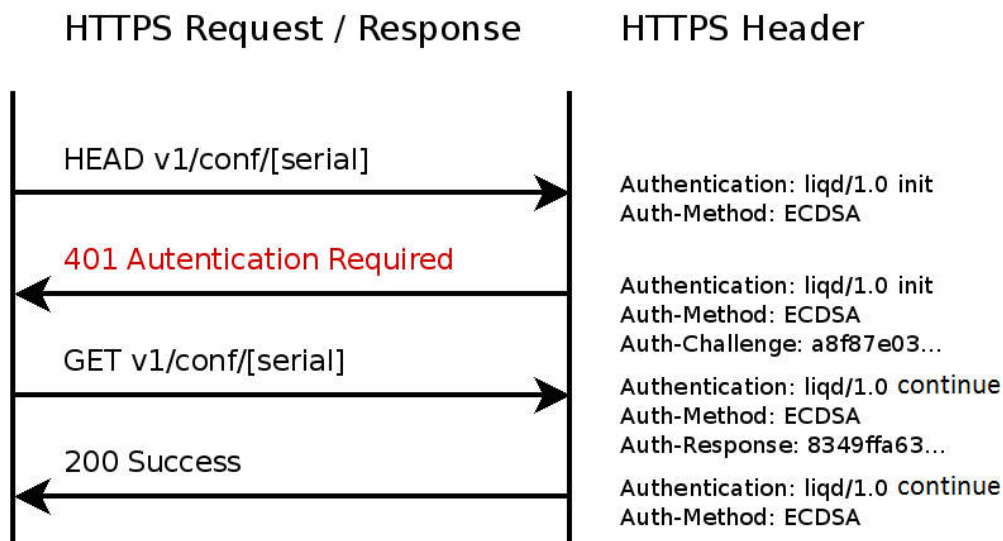 HTTPS Request / Response
HTTPS Header
HEAD v1/conf/[serial]
Authentication: liqd/1.0 init
Auth-Method: ECDSA
401 Autentication Required
Authentication: liqd/1.0 init
Auth-Method: ECDSA
Auth-Challenge: a8f87e03...
GET v1/conf/[serial]
Authentication: liqd/1.0 continue
Auth-Method: ECDSA
Auth-Response: 8349ffa63...
200 Success
Authentication: liqd/1.0 continue
Auth-Method: ECDSA